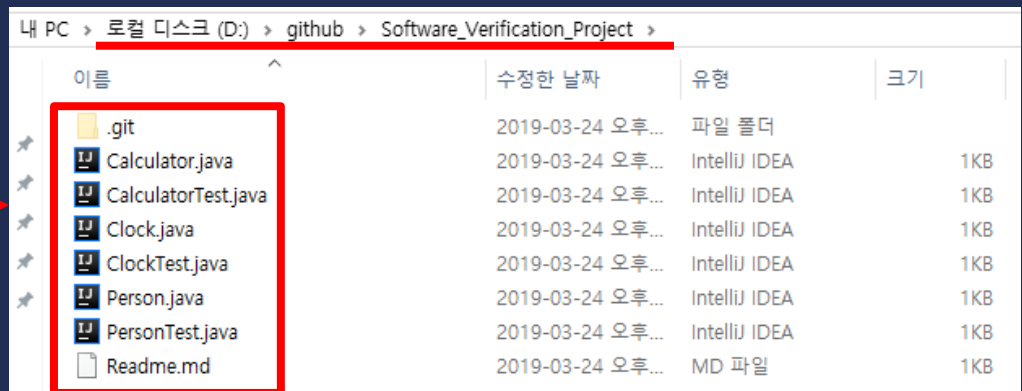 내 PC > 로컬 디스크 (D:) > github > Software_Verification_Project >
이름 수정한 날짜 유형 크기
.git 2019-03-24 오후... 파일 폴더
Calculator.java 2019-03-24 오후... IntelliJ IDEA 1KB
CalculatorTest.java 2019-03-24 오후... IntelliJ IDEA 1KB
Clock.java 2019-03-24 오후... IntelliJ IDEA 1KB
ClockTest.java 2019-03-24 오후... IntelliJ IDEA 1KB
Person.java 2019-03-24 오후... IntelliJ IDEA 1KB
PersonTest.java 2019-03-24 오후... IntelliJ IDEA 1KB
Readme.md 2019-03-24 오후... MD 파일 1KB